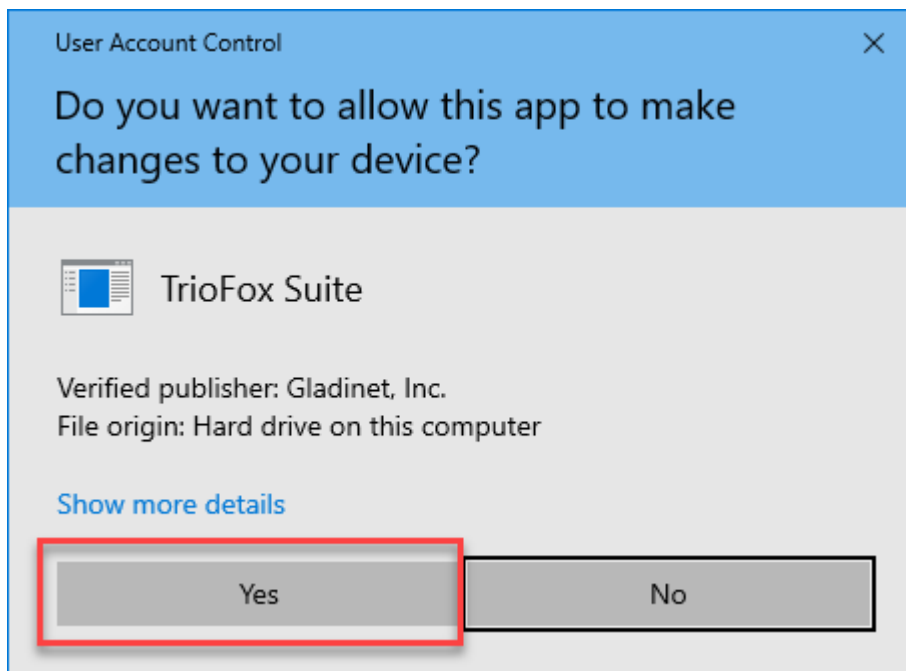 User Account Control
Do you want to allow this app to make
changes to your device?
TrioFox Suite
Verified publisher: Gladinet, Inc.
File origin: Hard drive on this computer
Show more details
Yes
No